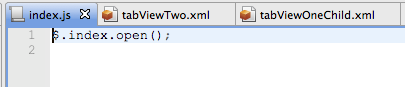 index.js tabViewTwo.xml tabViewOneChild.xml
1 $.index.open();
2